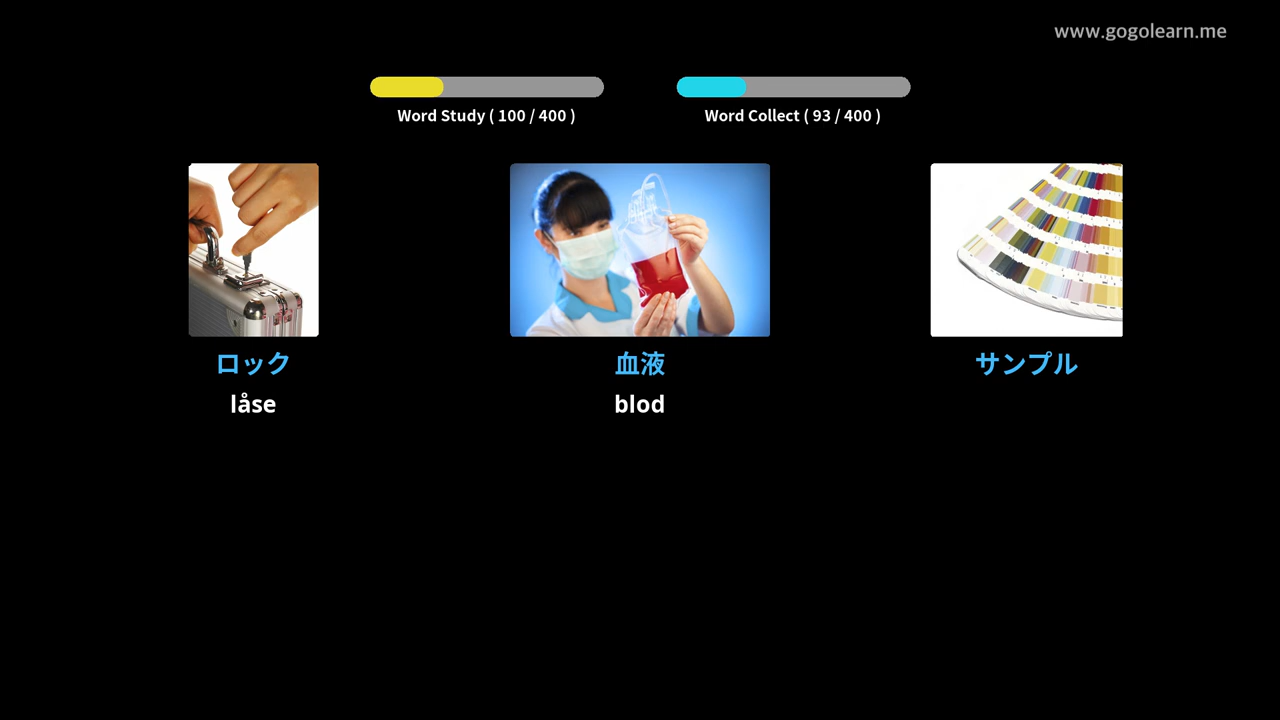 www.gogolearn.me
Word Study ( 100 / 400 )
Word Collect ( 93 / 400 )
ロック
血液
サンプル
låse
blod